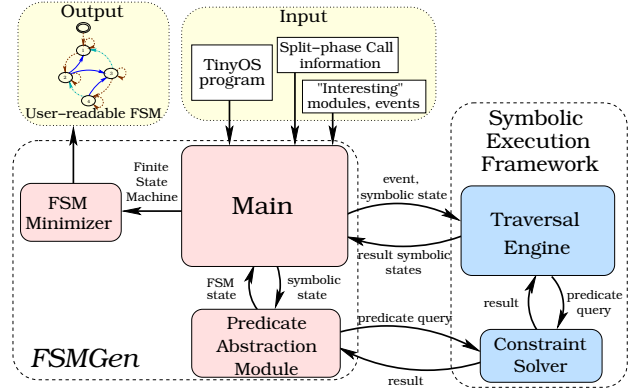 Output
User-readable FSM
Input
TinyOS
program
Split-phase Call
information
"Interesting"
modules, events
Symbolic
Execution
Framework
FSM
Minimizer
Finite
State
Machine
Main
event,
symbolic state
result symbolic
states
Traversal
Engine
FSM
state
symbolic
state
result
predicate
query
Predicate
Abstraction
Module
predicate query
result
Constraint
Solver
FSMGen